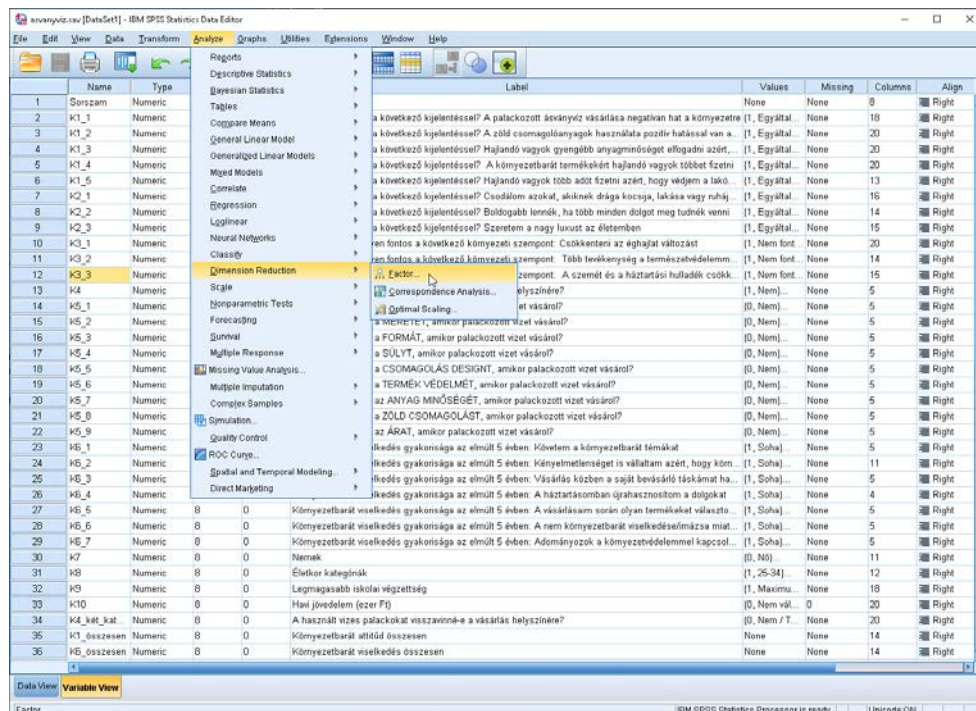 asvanyviz.sav [DataSet1] - IBM SPSS Statistics Data Editor
File Edit View Data Transform Analyze Graphs Utilities Extensions Window Help
Reports
Descriptive Statistics
Bayesian Statistics
Tables
Compare Means
General Linear Model
Generalized Linear Models
Mixed Models
Correlate
Regression
Loglinear
Neural Networks
Classify
Dimension Reduction
Scale
Nonparametric Tests
Forecasting
Survival
Multiple Response
Missing Value Analysis...
Multiple Imputation
Complex Samples
Simulation...
Quality Control
ROC Curve...
Spatial and Temporal Modeling...
Direct Marketing
Factor...
Correspondence Analysis...
Optimal Scaling...
Name Type Label Values Missing Columns Align
1 Sorszam Numeric None None 8 Right
2 K1_1 Numeric a következő kijelentéssel? A palackozott ásványvíz vásárlása negatívan hat a környezetre {1, Egyáltal... None 18 Right
3 K1_2 Numeric a következő kijelentéssel? A zöld csomagolóanyagok használata pozitív hatással van a... {1, Egyáltal... None 20 Right
4 K1_3 Numeric a következő kijelentéssel? Hajlandó vagyok gyengébb anyagminőséget elfogadni azért,... {1, Egyáltal... None 20 Right
5 K1_4 Numeric a következő kijelentéssel? A környezetbarát termékekért hajlandó vagyok többet fizetni {1, Egyáltal... None 20 Right
6 K1_5 Numeric a következő kijelentéssel? Hajlandó vagyok több adót fizetni azért, hogy védjem a lakó... {1, Egyáltal... None 13 Right
7 K2_1 Numeric a következő kijelentéssel? Csodálom azokat, akiknek drága kocsija, lakása vagy ruháj... {1, Egyáltal... None 16 Right
8 K2_2 Numeric a következő kijelentéssel? Boldogabb lennék, ha több minden dolgot meg tudnék venni {1, Egyáltal... None 14 Right
9 K2_3 Numeric a következő kijelentéssel? Szeretem a nagy luxust az életemben {1, Egyáltal... None 15 Right
10 K3_1 Numeric yen fontos a következő környezeti szempont: Csökkenteni az éghajlat változást {1, Nem font... None 20 Right
11 K3_2 Numeric yen fontos a következő környezeti szempont: Több tevékenység a természetvédelemm... {1, Nem font... None 14 Right
12 K3_3 Numeric zempont: A szemét és a háztartási hulladék csökk... {1, Nem font... None 15 Right
13 K4 Numeric elyszínére? {1, Nem}... None 5 Right
14 K5_1 Numeric et vásárol? {0, Nem}... None 5 Right
15 K5_2 Numeric a MÉRETET, amikor palackozott vizet vásárol? {0, Nem}... None 5 Right
16 K5_3 Numeric a FORMÁT, amikor palackozott vizet vásárol? {0, Nem}... None 5 Right
17 K5_4 Numeric a SÚLYT, amikor palackozott vizet vásárol? {0, Nem}... None 5 Right
18 K5_5 Numeric a CSOMAGOLÁS DESIGNT, amikor palackozott vizet vásárol? {0, Nem}... None 5 Right
19 K5_6 Numeric a TERMÉK VÉDELMÉT, amikor palackozott vizet vásárol? {0, Nem}... None 5 Right
20 K5_7 Numeric az ANYAG MINŐSÉGÉT, amikor palackozott vizet vásárol? {0, Nem}... None 5 Right
21 K5_8 Numeric a ZÖLD CSOMAGOLÁST, amikor palackozott vizet vásárol? {0, Nem}... None 5 Right
22 K5_9 Numeric az ÁRAT, amikor palackozott vizet vásárol? {0, Nem}... None 5 Right
23 K6_1 Numeric elkedés gyakorisága az elmúlt 5 évben: Követem a környezetbarát témákat {1, Soha}... None 5 Right
24 K6_2 Numeric elkedés gyakorisága az elmúlt 5 évben: Kényelmetlenséget is vállaltam azért, hogy körn... {1, Soha}... None 11 Right
25 K6_3 Numeric elkedés gyakorisága az elmúlt 5 évben: Vásárlás közben a saját bevásárló táskámat ha... {1, Soha}... None 5 Right
26 K6_4 Numeric elkedés gyakorisága az elmúlt 5 évben: A háztartásomban újrahasznosítom a dolgokat {1, Soha}... None 4 Right
27 K6_5 Numeric 8 0 Környezetbarát viselkedés gyakorisága az elmúlt 5 évben: A vásárlásaim során olyan termékeket választo... {1, Soha}... None 5 Right
28 K6_6 Numeric 8 0 Környezetbarát viselkedés gyakorisága az elmúlt 5 évben: A nem környezetbarát viselkedése/imázsa miat... {1, Soha}... None 5 Right
29 K6_7 Numeric 8 0 Környezetbarát viselkedés gyakorisága az elmúlt 5 évben: Adományozok a környezetvédelemmel kapcsol... {1, Soha}... None 5 Right
30 K7 Numeric 8 0 Nemek {0, Nő}... None 11 Right
31 K8 Numeric 8 0 Életkor kategóriák {1, 25-34}... None 12 Right
32 K9 Numeric 8 0 Legmagasabb iskolai végzettség {1, Maximu... None 18 Right
33 K10 Numeric 8 0 Havi jövedelem (ezer Ft) {0, Nem vál... 0 20 Right
34 K4_két_kat... Numeric 8 0 A használt vizes palackokat visszavinné-e a vásárlás helyszínére? {0, Nem / T... None 20 Right
35 K1_összesen Numeric 8 0 Környezetbarát attitűd összesen None None 14 Right
36 K6_összesen Numeric 8 0 Környezetbarát viselkedés összesen None None 14 Right
Data View Variable View
Factor... IBM SPSS Statistics Processor is ready Unicode:ON